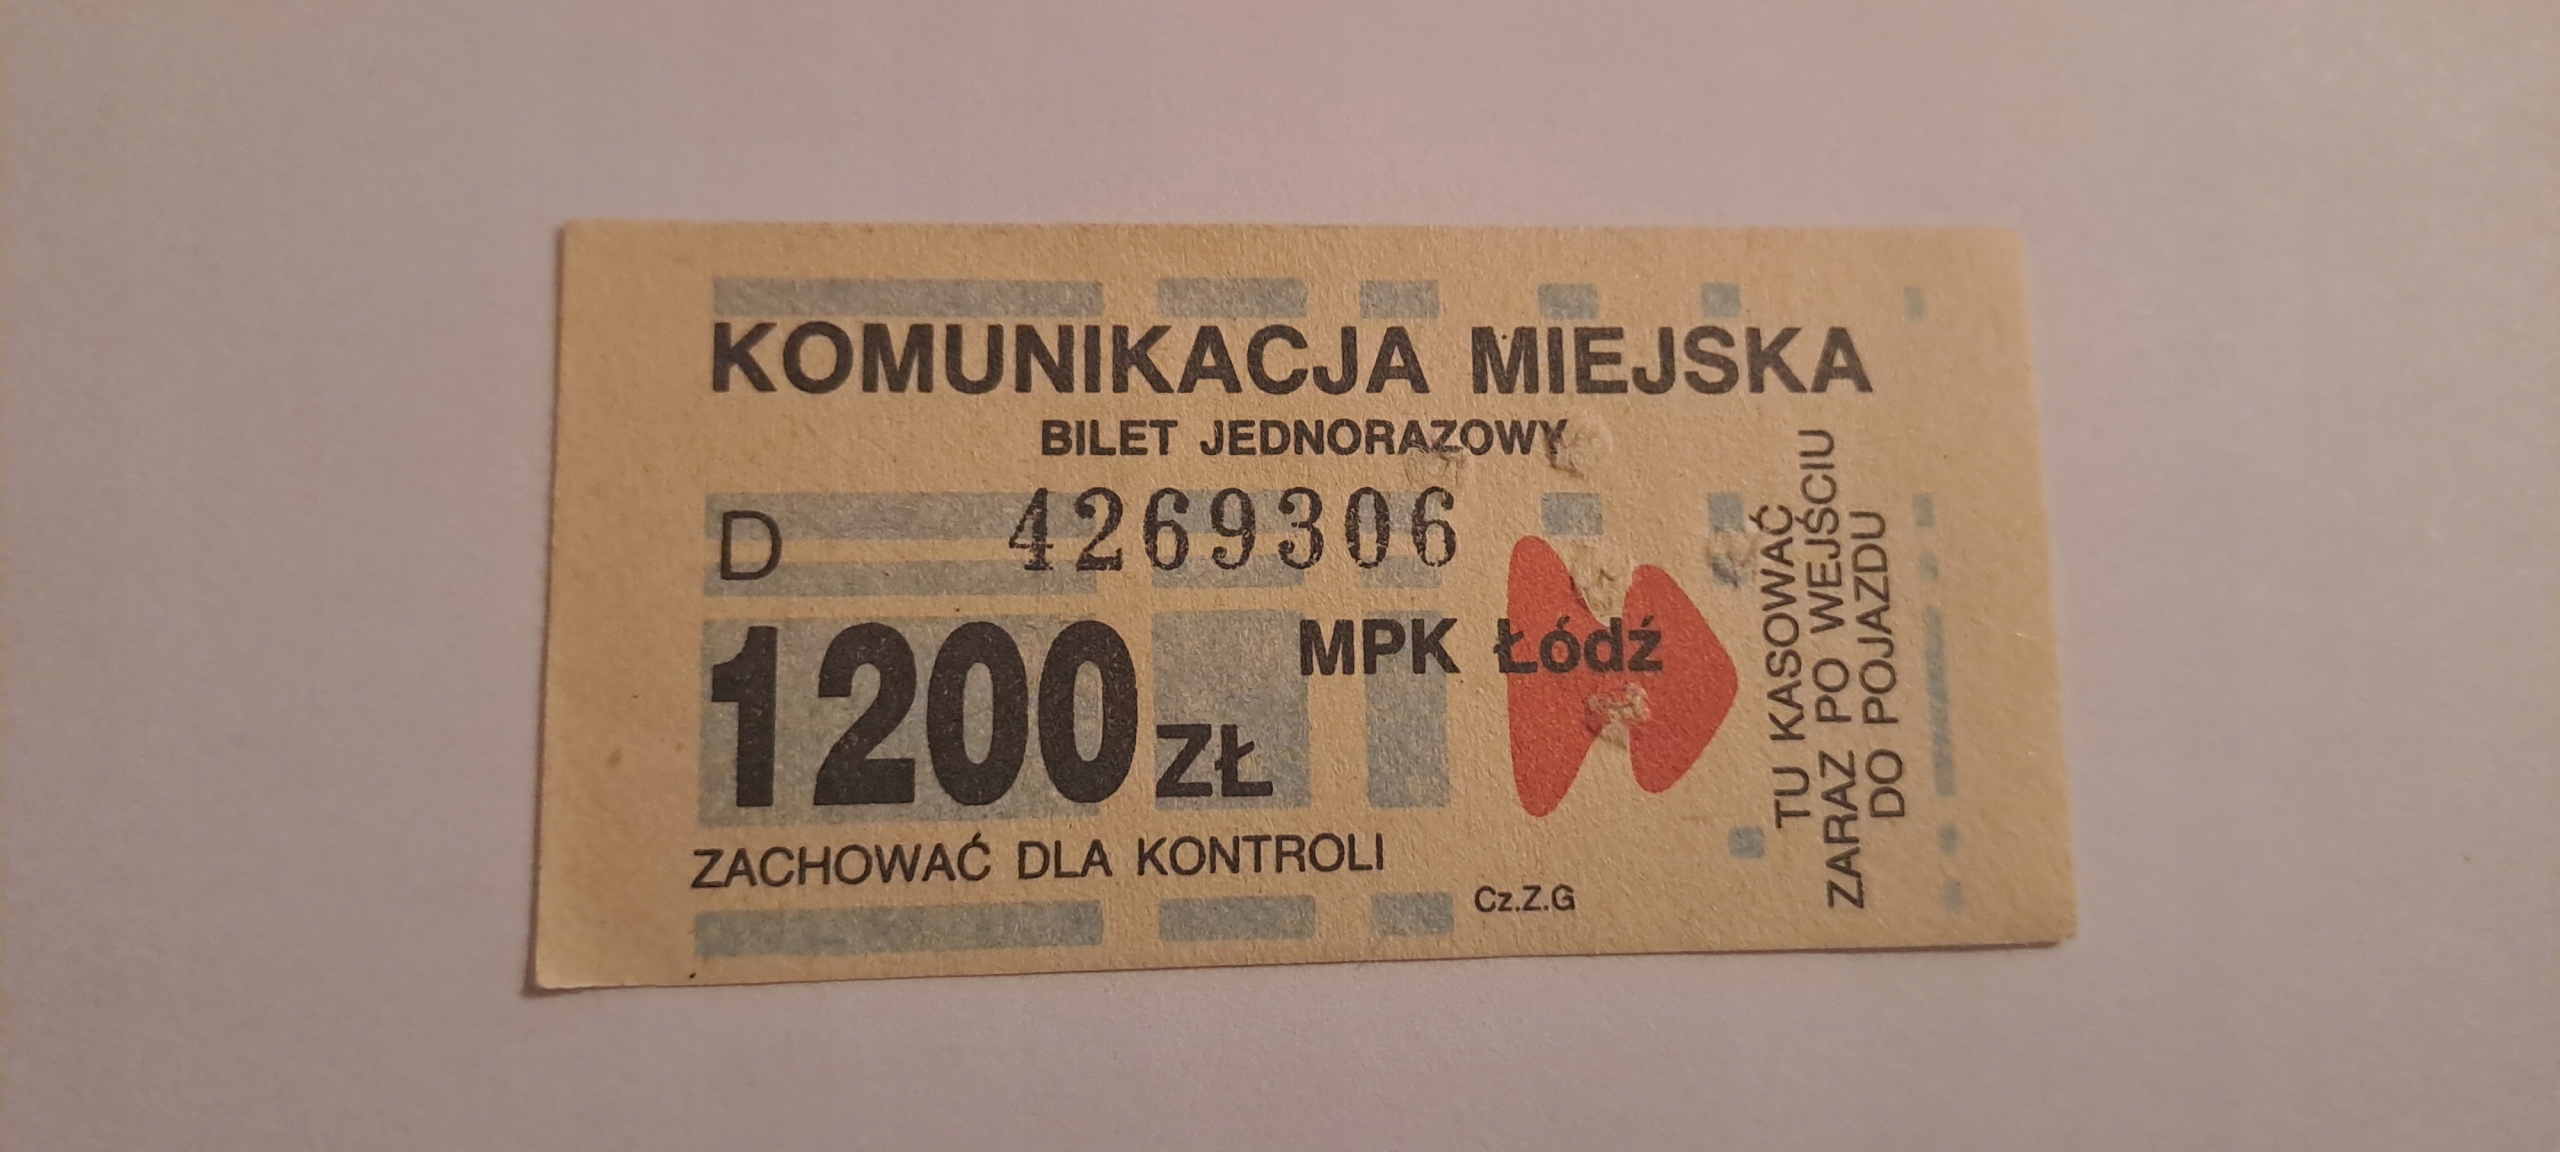 KOMUNIKACJA MIEJSKA
BILET JEDNORAZOWY
D 4269306
1200 ZŁ
MPK Łódź
ZACHOWAĆ DLA KONTROLI
Cz.Z.G
TU KASOWAĆ
ZARAZ PO WEJŚCIU
DO POJAZDU